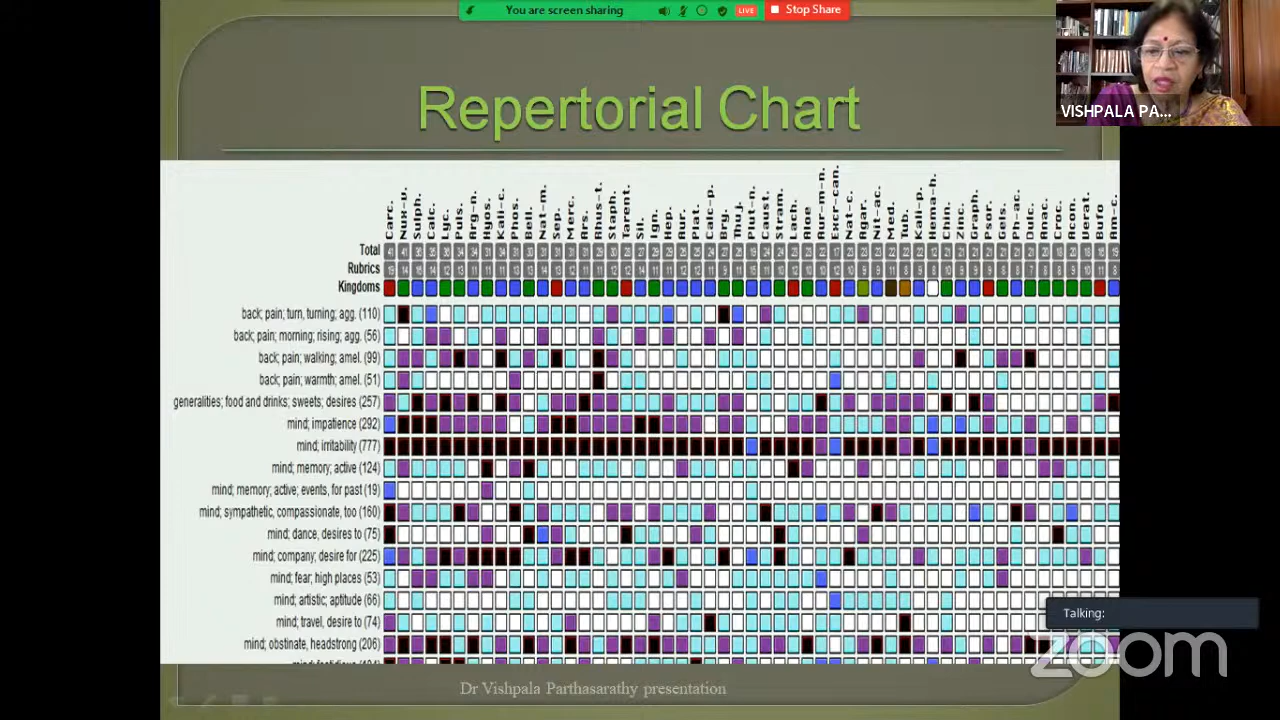 You are screen sharing
LIVE
Stop Share
VISHPALA PA...
Repertorial Chart
Carc. Nux-v. Sulph. Calc. Lyc. Puls. Arg-n. Hyos. Kali-c. Phos. Bell. Nat-m. Sep. Merc. Ars. Rhus-t. Staph. Tarent. Sil. Ign. Hep. Aur. Plat. Calc-p. Bry. Thuj. Plut-n. Caust. Stram. Lach. Aloe Aur-m-n. Excr-can. Nat-c. Agar. Nit-ac. Med. Tub. Kali-p. Hema-h. Chin. Zinc. Graph. Psor. Gels. Ph-ac. Dulc. Anac. Croc. Acon. Verat. Bufo Am-c.
Total
Rubrics
Kingdoms
back; pain; turn, turning; agg. (110)
back; pain; morning; rising; agg. (56)
back; pain; walking; amel. (99)
back; pain; warmth; amel. (51)
generalities; food and drinks; sweets; desires (257)
mind; impatience (292)
mind; irritability (777)
mind; memory; active (124)
mind; memory; active; events, for past (19)
mind; sympathetic, compassionate, too (160)
mind; dance, desires to (75)
mind; company; desire for (225)
mind; fear; high places (53)
mind; artistic; aptitude (66)
mind; travel, desire to (74)
mind; obstinate, headstrong (206)
Talking:
zoom
Dr Vishpala Parthasarathy presentation